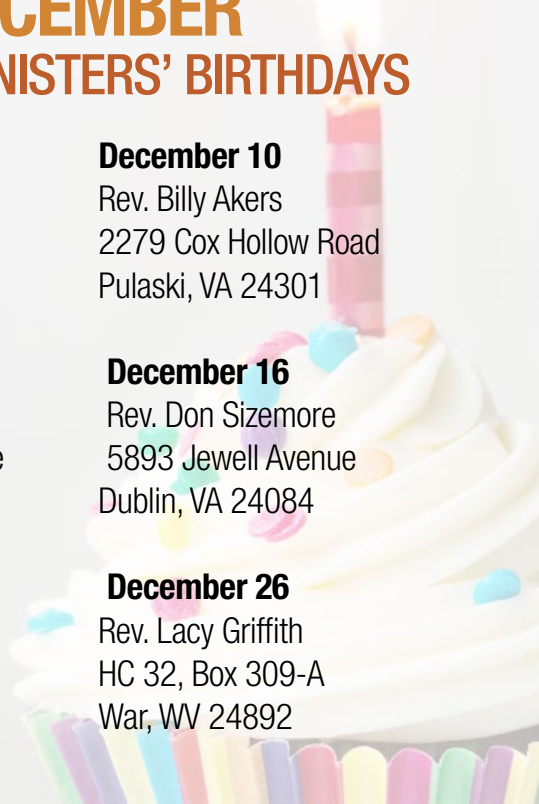 CEMBER
NISTERS' BIRTHDAYS
December 10
Rev. Billy Akers
2279 Cox Hollow Road
Pulaski, VA 24301
December 16
Rev. Don Sizemore
e
5893 Jewell Avenue
Dublin, VA 24084
December 26
Rev. Lacy Griffith
HC 32, Box 309-A
War, WV 24892